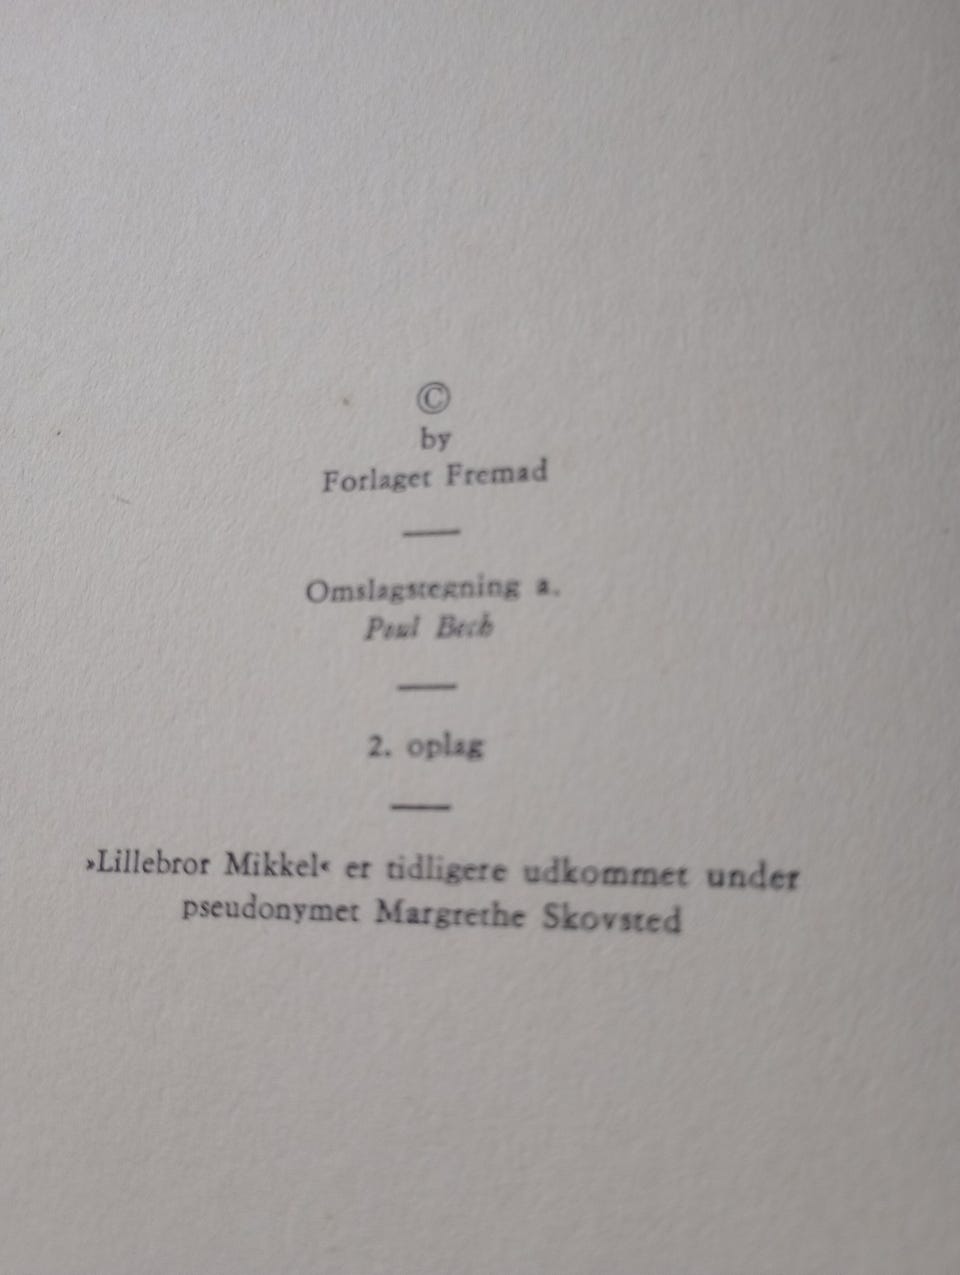 ©
by
Forlaget Fremad
Omslagstegning a.
Poul Bech
2. oplag
»Lillebror Mikkel« er tidligere udkommet under
pseudonymet Margrethe Skovsted